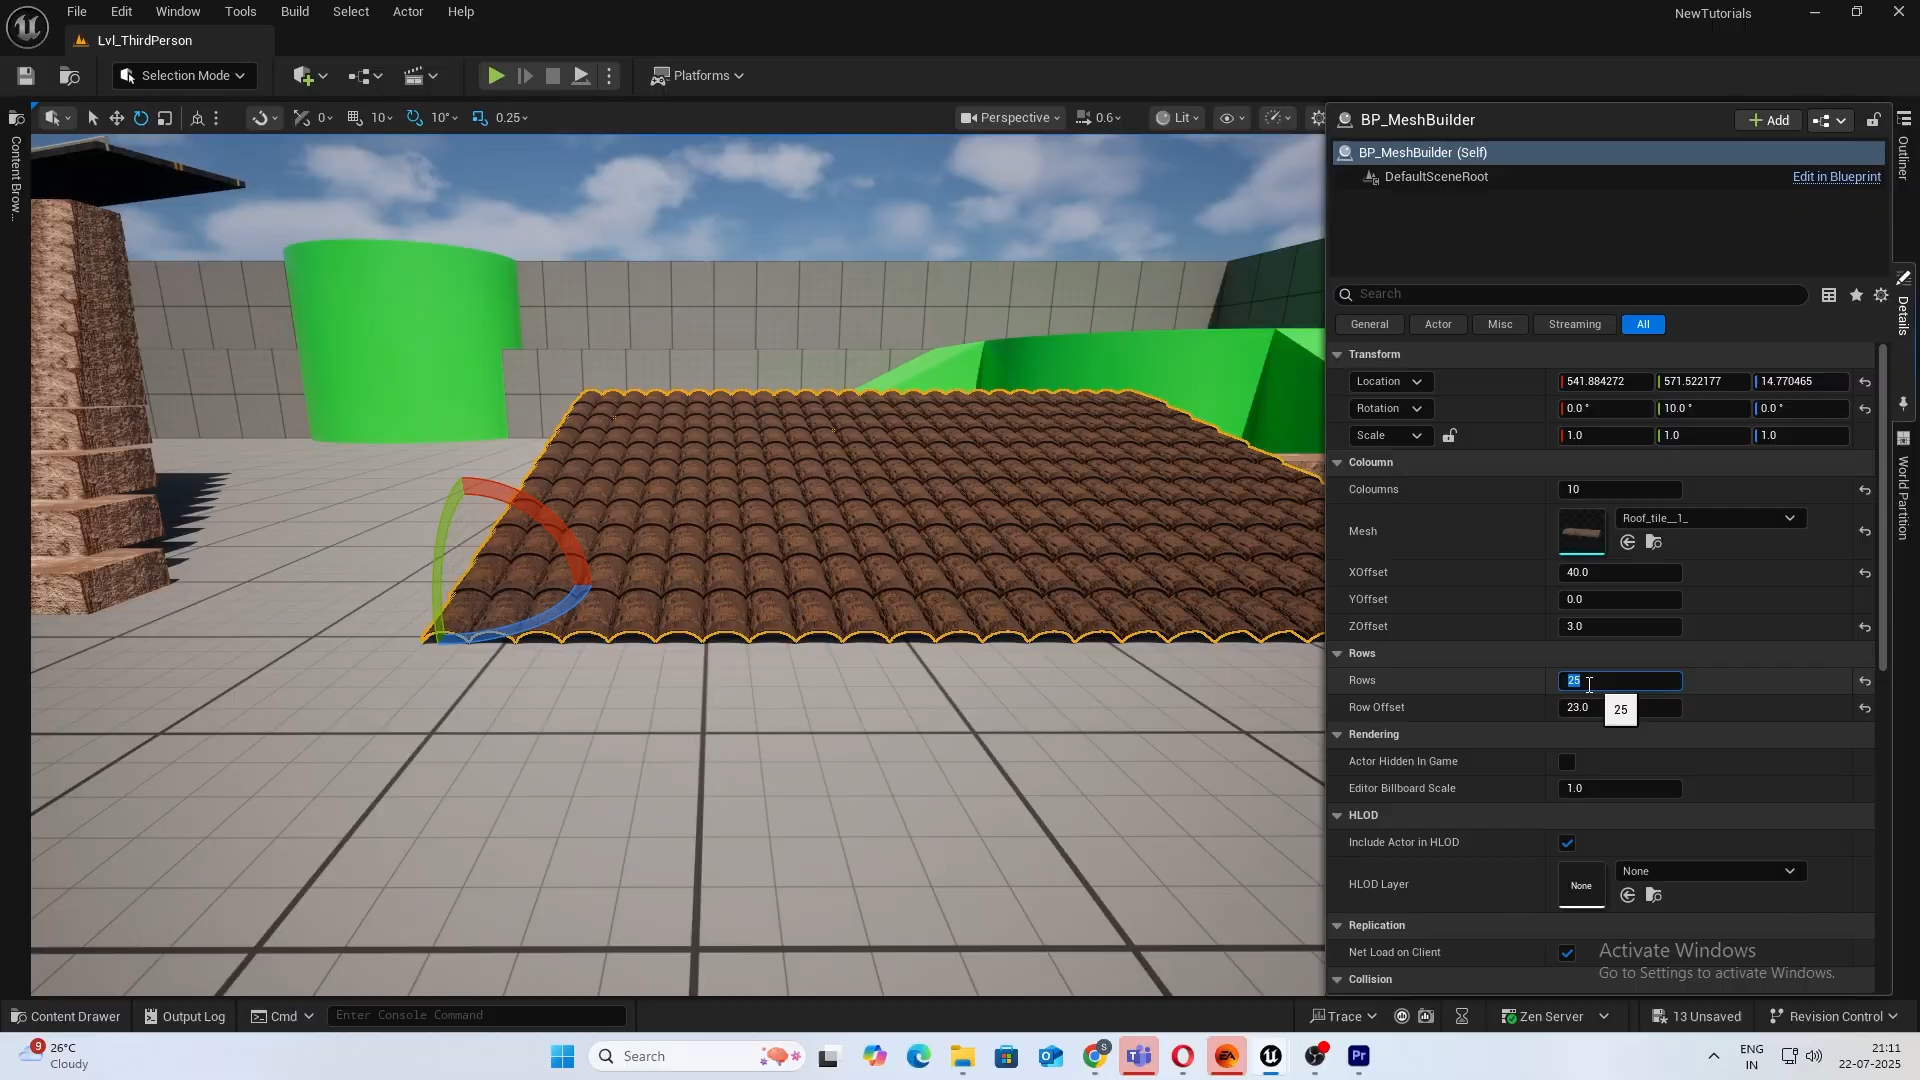 File Edit Window Tools Build Select Actor Help
NewTutorials
Lvl_ThirdPerson
Selection Mode
Platforms
0 10 10° 0.25
Perspective 0.6 Lit
Content Brow...
BP_MeshBuilder
Add
BP_MeshBuilder (Self)
DefaultSceneRoot Edit in Blueprint
Search
General Actor Misc Streaming All
Transform
Location 541.884272 571.522177 14.770465
Rotation 0.0 ° 10.0 ° 0.0 °
Scale 1.0 1.0 1.0
Coloumn
Coloumns 10
Mesh Roof_tile__1_
XOffset 40.0
YOffset 0.0
ZOffset 3.0
Rows
Rows 25
Row Offset 23.0
25
Rendering
Actor Hidden In Game
Editor Billboard Scale 1.0
HLOD
Include Actor in HLOD
HLOD Layer None None
Replication
Net Load on Client
Collision
Outliner
Details
World Partition
Activate Windows
Go to Settings to activate Windows.
Content Drawer Output Log Cmd Enter Console Command
Trace Zen Server 13 Unsaved Revision Control
9
26°C
Cloudy
Search
S
EA
Pr
ENG
IN
21:11
22-07-2025